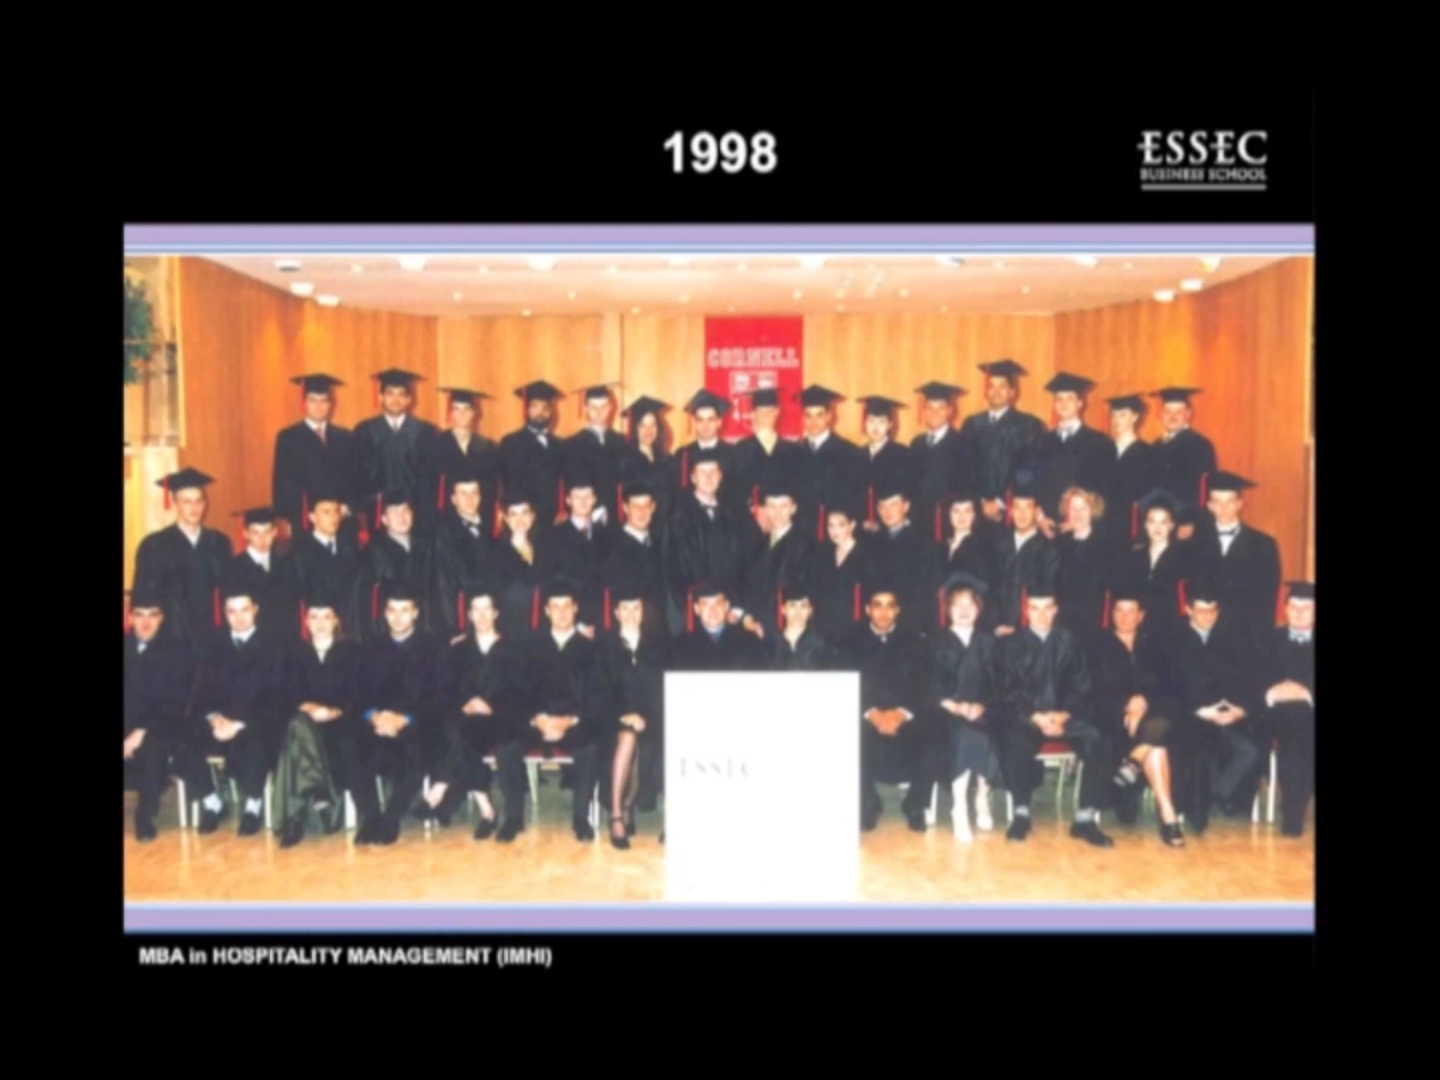 1998
ESSEC
BUSINESS SCHOOL
CORNELL
ESSEC
MBA in HOSPITALITY MANAGEMENT (IMHI)